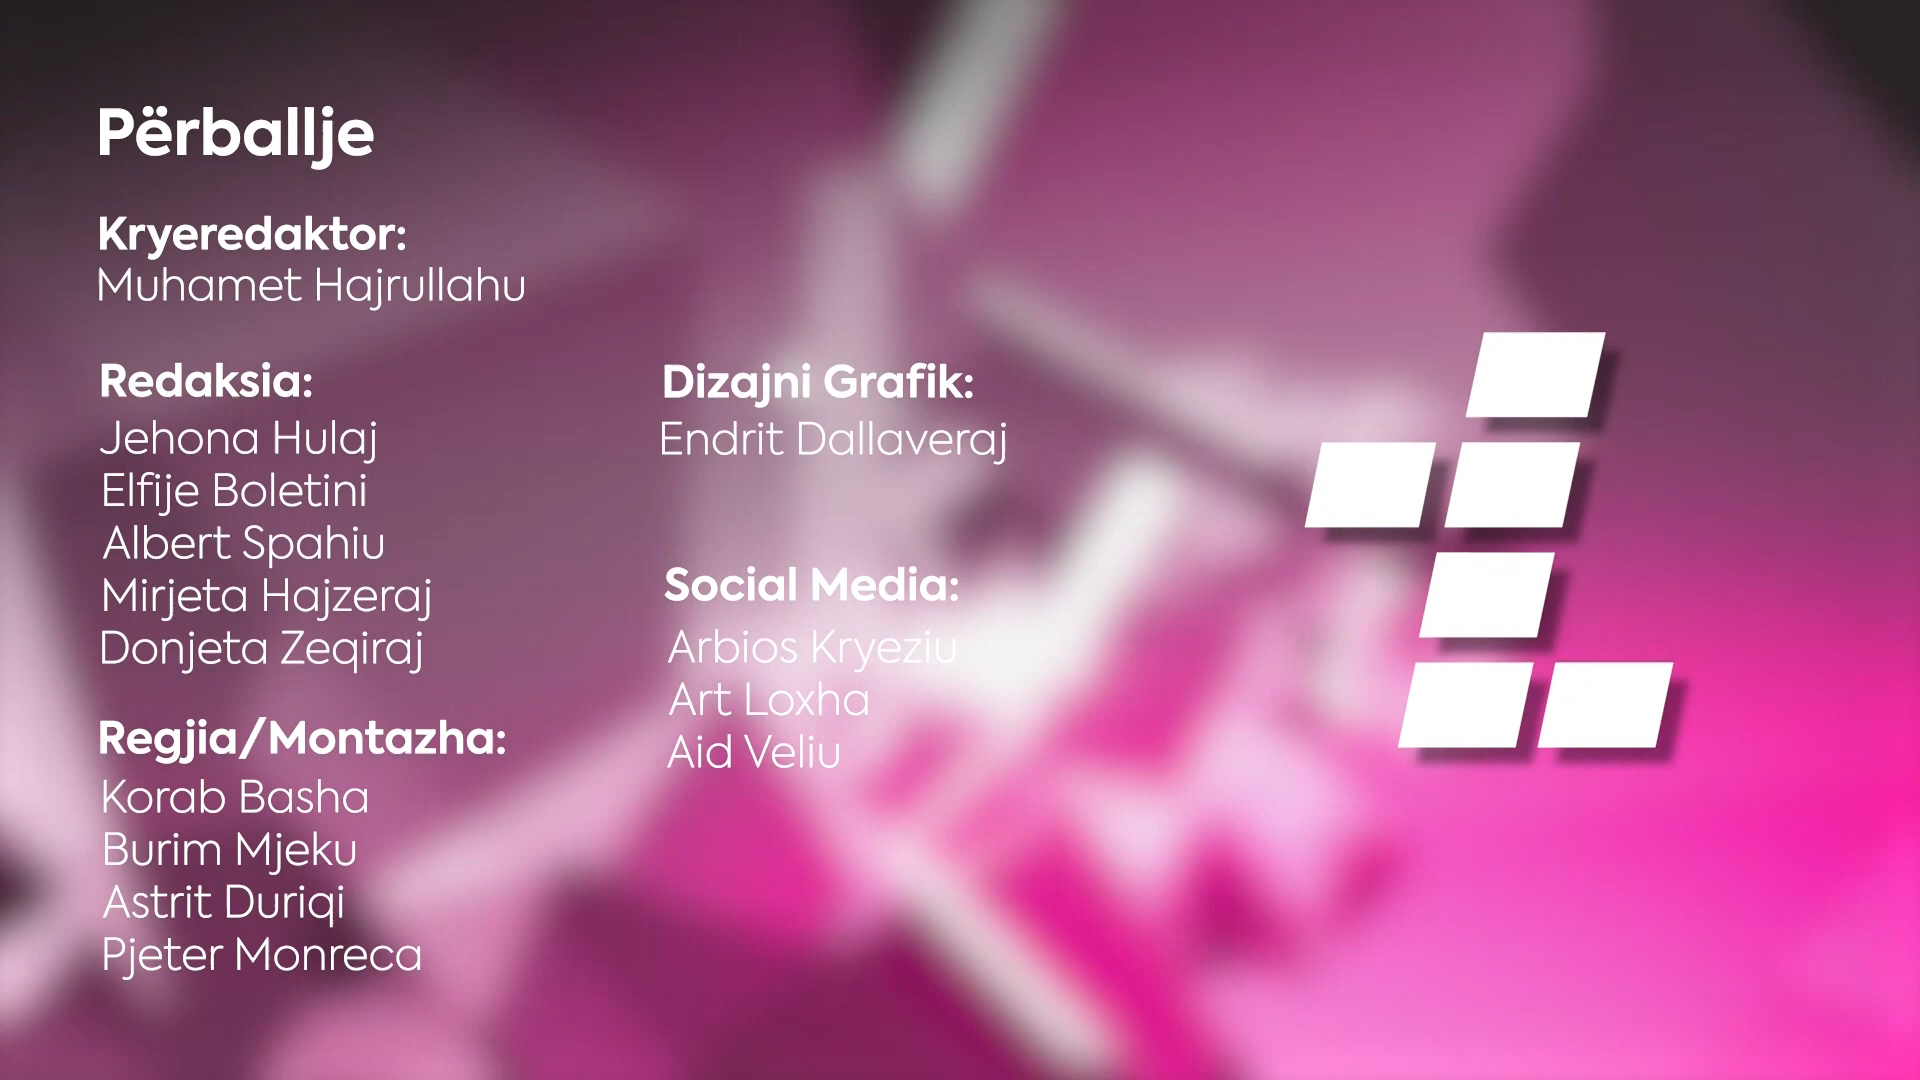 Përballje
Kryeredaktor:
Muhamet Hajrullahu
Redaksia:
Jehona Hulaj
Elfije Boletini
Albert Spahiu
Mirjeta Hajzeraj
Donjeta Zeqiraj
Regjia/Montazha:
Korab Basha
Burim Mjeku
Astrit Duriqi
Pjeter Monreca
Dizajni Grafik:
Endrit Dallaveraj
Social Media:
Arbios Kryeziu
Art Loxha
Aid Veliu